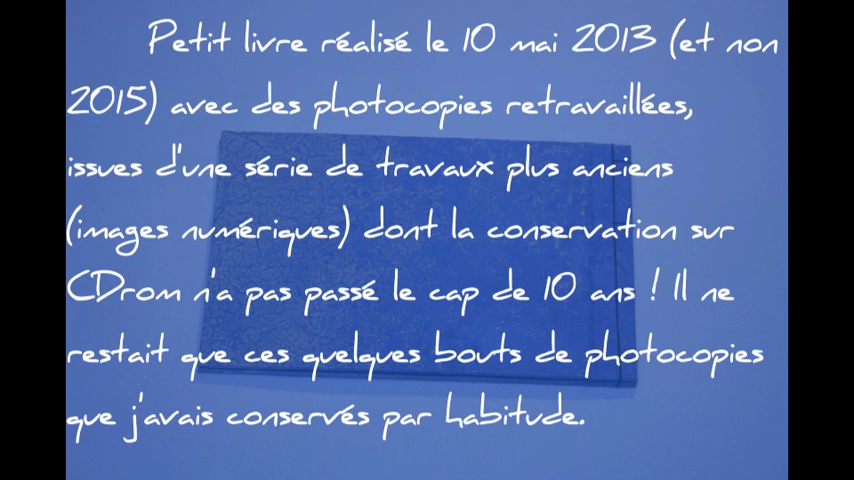 Petit livre réalisé le 10 mai 2013 (et non
2015) avec des photocopies retravaillées,
issues d'une série de travaux plus anciens
(images numériques) dont la conservation sur
CDrom n'a pas passé le cap de 10 ans ! Il ne
restait que ces quelques bouts de photocopies
que j'avais conservés par habitude.